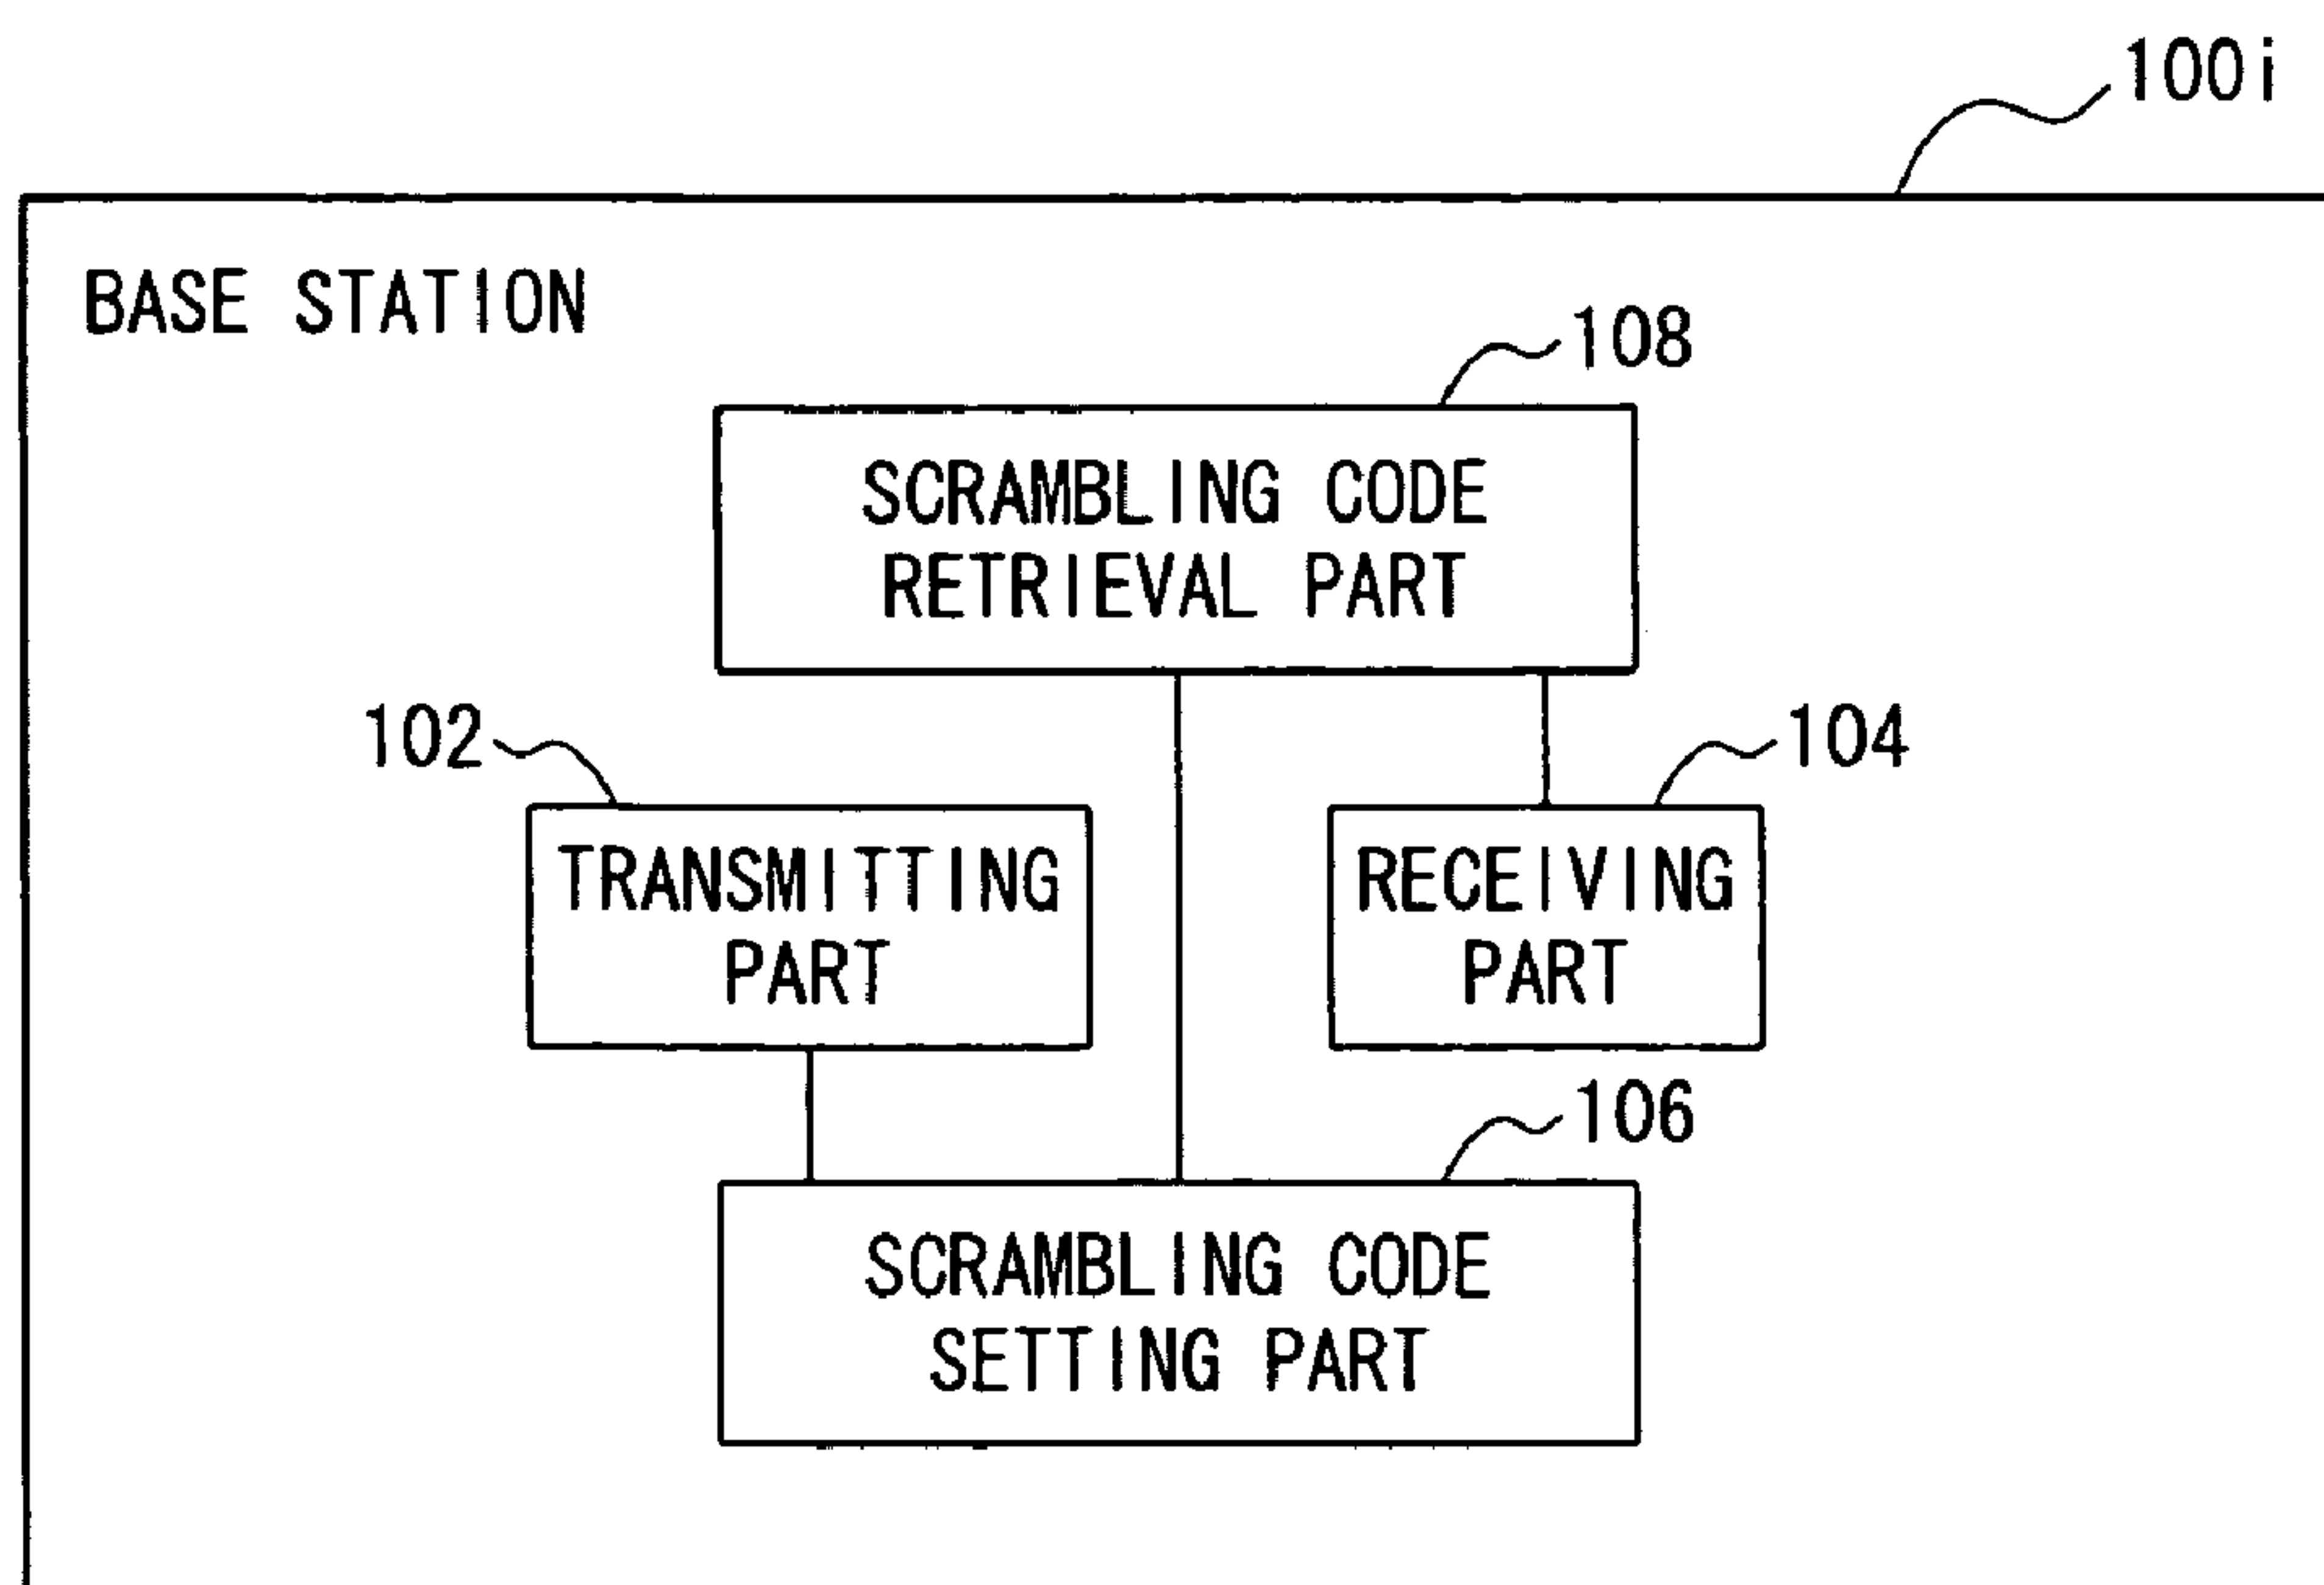 100i
BASE STATION
108
SCRAMBLING CODE
RETRIEVAL PART
102
104
TRANSMITTING
PART
RECEIVING
PART
106
SCRAMBLING CODE
SETTING PART